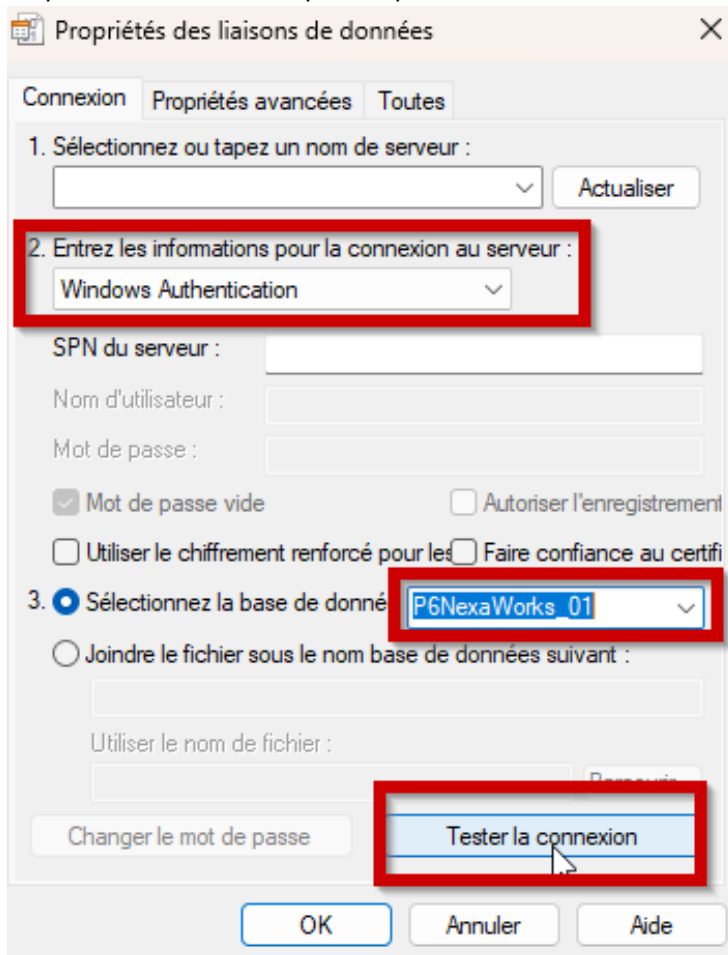 Propriétés des liaisons de données
Connexion Propriétés avancées Toutes
1. Sélectionnez ou tapez un nom de serveur :
Actualiser
2. Entrez les informations pour la connexion au serveur :
Windows Authentication
SPN du serveur :
Nom d'utilisateur :
Mot de passe :
Mot de passe vide Autoriser l'enregistrement
Utiliser le chiffrement renforcé pour les Faire confiance au certifi
3. Sélectionnez la base de donné P6NexaWorks_01
Joindre le fichier sous le nom base de données suivant :
Utiliser le nom de fichier :
Changer le mot de passe Tester la connexion
OK Annuler Aide